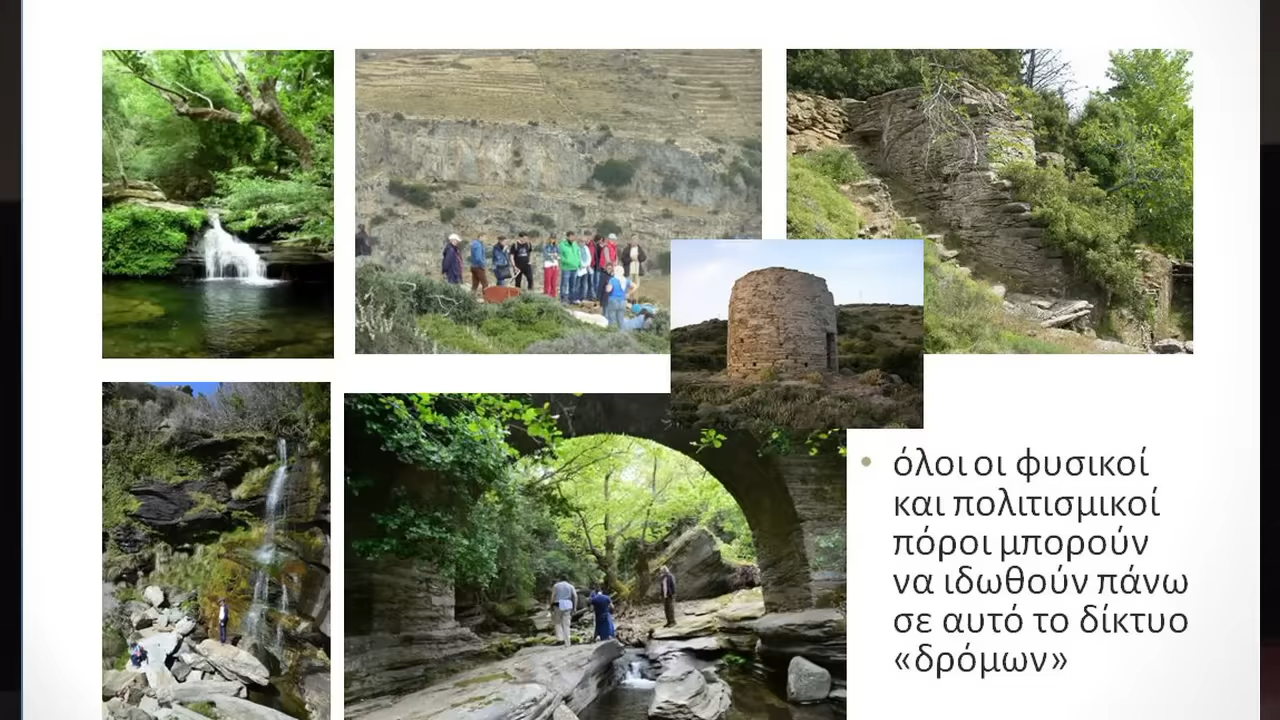 όλοι οι φυσικοί
και πολιτισμικοί
πόροι μπορούν
να ιδωθούν πάνω
σε αυτό το δίκτυο
«δρόμων»